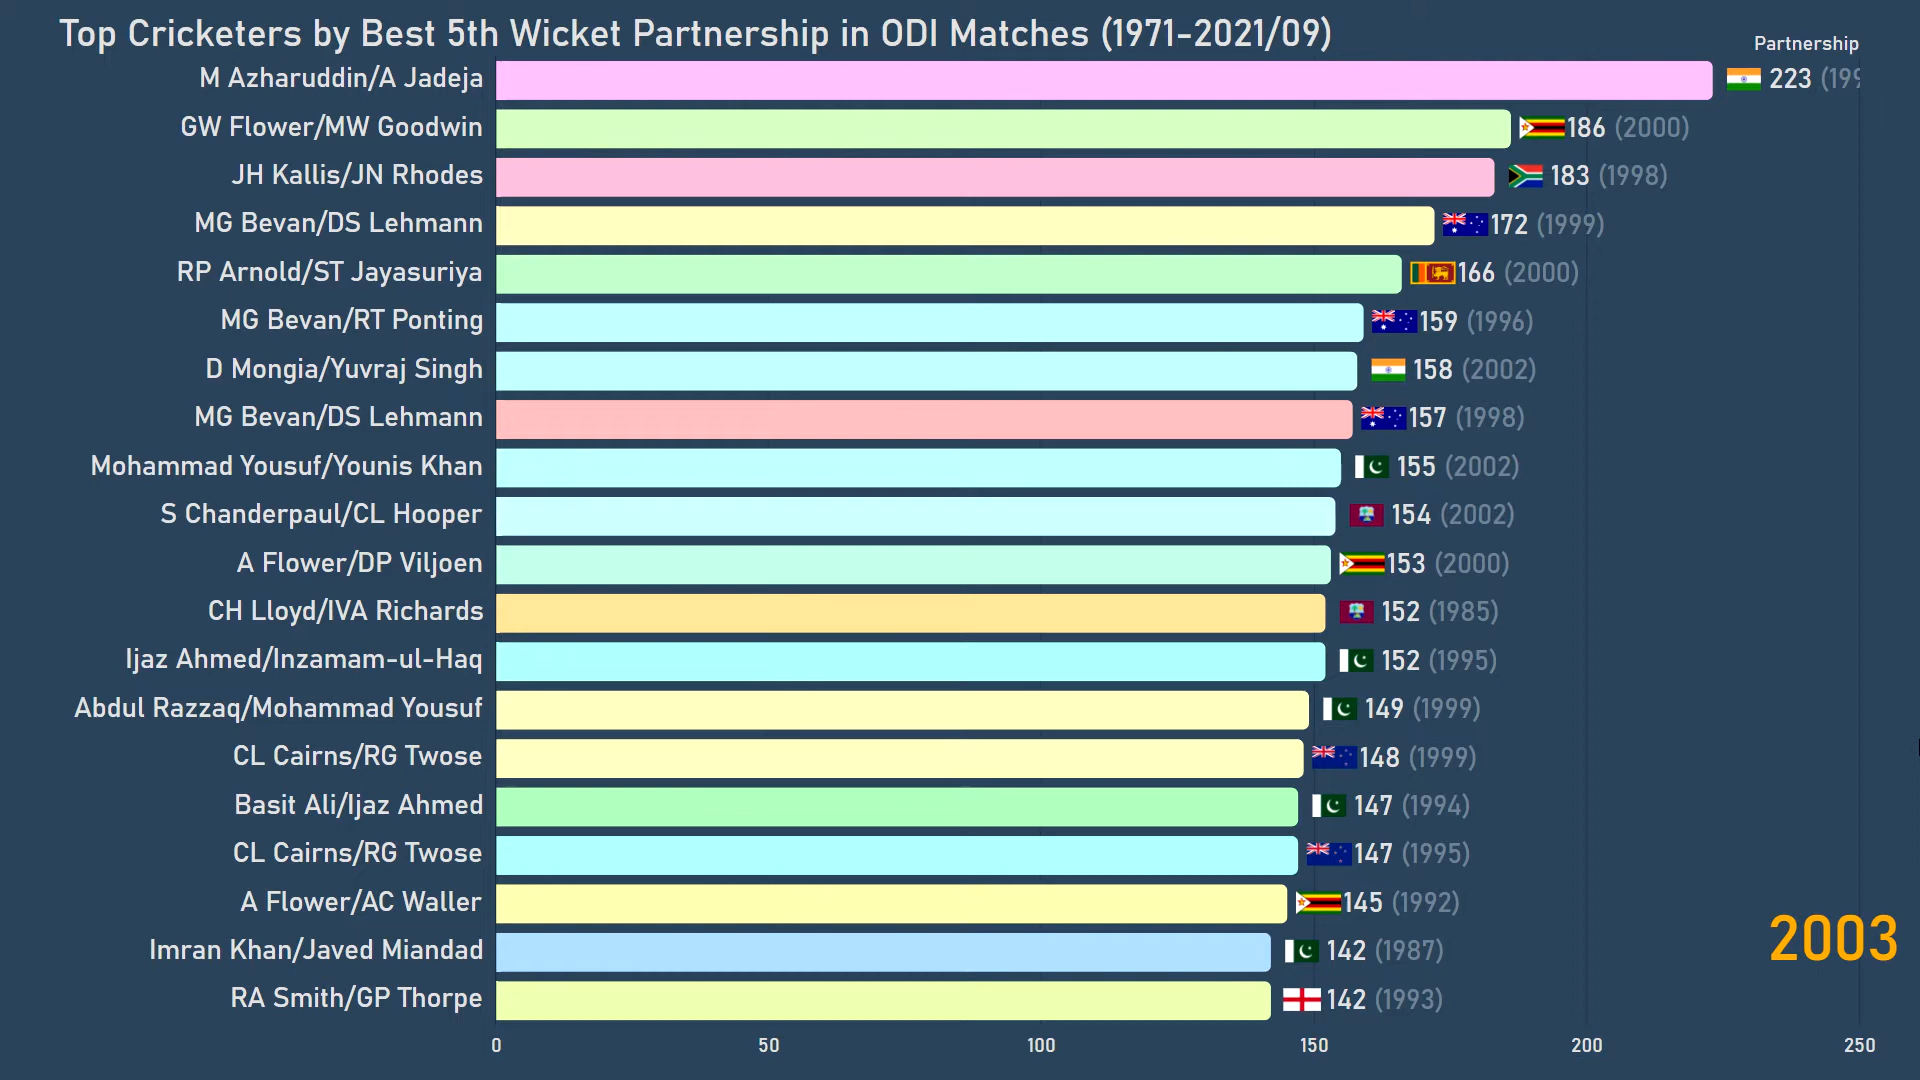 Top Cricketers by Best 5th Wicket Partnership in ODI Matches (1971-2021/09)
Partnership
M Azharuddin/A Jadeja 223 (199
GW Flower/MW Goodwin 186 (2000)
JH Kallis/JN Rhodes 183 (1998)
MG Bevan/DS Lehmann 172 (1999)
RP Arnold/ST Jayasuriya 166 (2000)
MG Bevan/RT Ponting 159 (1996)
D Mongia/Yuvraj Singh 158 (2002)
MG Bevan/DS Lehmann 157 (1998)
Mohammad Yousuf/Younis Khan 155 (2002)
S Chanderpaul/CL Hooper 154 (2002)
A Flower/DP Viljoen 153 (2000)
CH Lloyd/IVA Richards 152 (1985)
Ijaz Ahmed/Inzamam-ul-Haq 152 (1995)
Abdul Razzaq/Mohammad Yousuf 149 (1999)
CL Cairns/RG Twose 148 (1999)
Basit Ali/Ijaz Ahmed 147 (1994)
CL Cairns/RG Twose 147 (1995)
A Flower/AC Waller 145 (1992)
Imran Khan/Javed Miandad 142 (1987)
RA Smith/GP Thorpe 142 (1993)
2003
0 50 100 150 200 250